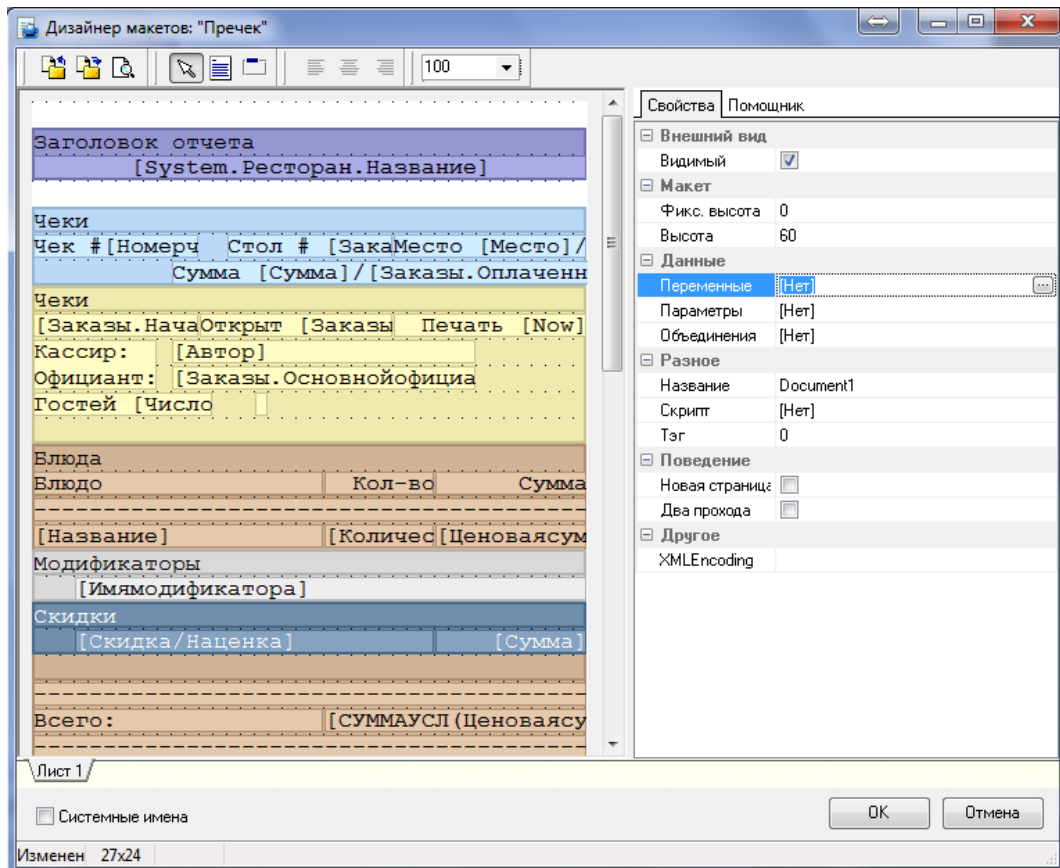 Дизайнер макетов: "Пречек"
100
Заголовок отчета
[System.Ресторан.Название]
Чеки
Чек #[Номерч Стол # [ЗакаМесто [Место]/
Сумма [Сумма]/[Заказы.Оплаченн
Чеки
[Заказы.НачаОткрыт [Заказы Печать [Now]
Кассир: [Автор]
Официант: [Заказы.Основнойофициа
Гостей [Число
Блюда
Блюдо Кол-во Сумма
[Название] [Количес[Ценоваясум
Модификаторы
[Имямодификатора]
Скидки
[Скидка/Наценка] [Сумма]
Всего: [СУММАУСЛ(Ценоваясу
Свойства Помощник
Внешний вид
Видимый
Макет
Фикс. высота 0
Высота 60
Данные
Переменные [Нет] ...
Параметры [Нет]
Объединения [Нет]
Разное
Название Document1
Скрипт [Нет]
Тэг 0
Поведение
Новая страница
Два прохода
Другое
XMLEncoding
Лист 1
Системные имена
OK Отмена
Изменен 27x24